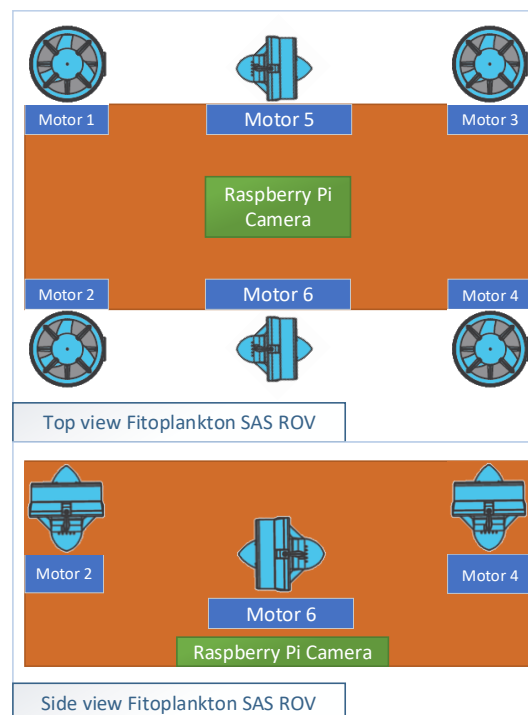 Motor 1
Motor 5
Motor 3
Raspberry Pi
Camera
Motor 2
Motor 6
Motor 4
Top view Fitoplankton SAS ROV
Motor 2
Motor 4
Motor 6
Raspberry Pi Camera
Side view Fitoplankton SAS ROV